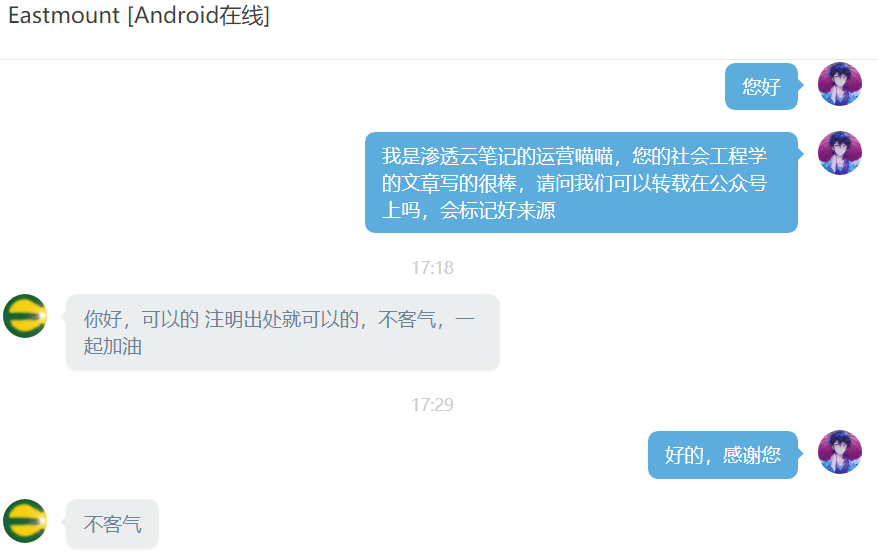 Eastmount [Android在线]
您好
我是渗透云笔记的运营喵喵，您的社会工程学
的文章写的很棒，请问我们可以转载在公众号
上吗，会标记好来源
17:18
你好，可以的 注明出处就可以的，不客气，一
起加油
17:29
好的，感谢您
不客气